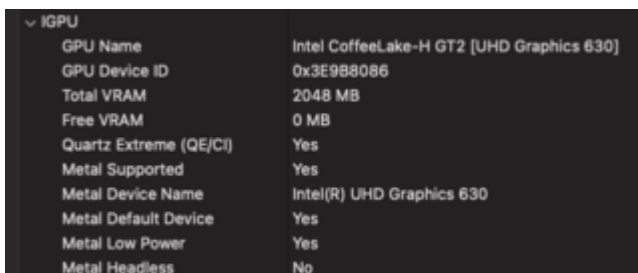 IGPU
GPU Name Intel CoffeeLake-H GT2 [UHD Graphics 630]
GPU Device ID 0x3E9B8086
Total VRAM 2048 MB
Free VRAM 0 MB
Quartz Extreme (QE/CI) Yes
Metal Supported Yes
Metal Device Name Intel(R) UHD Graphics 630
Metal Default Device Yes
Metal Low Power Yes
Metal Headless No